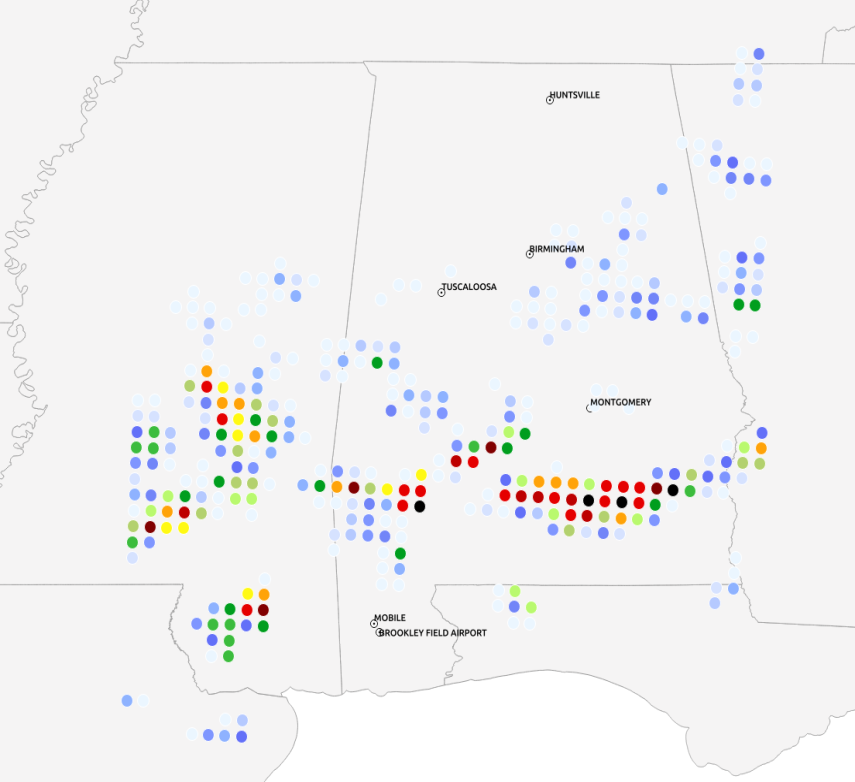 HUNTSVILLE
BIRMINGHAM
TUSCALOOSA
MONTGOMERY
MOBILE
BROOKLEY FIELD AIRPORT